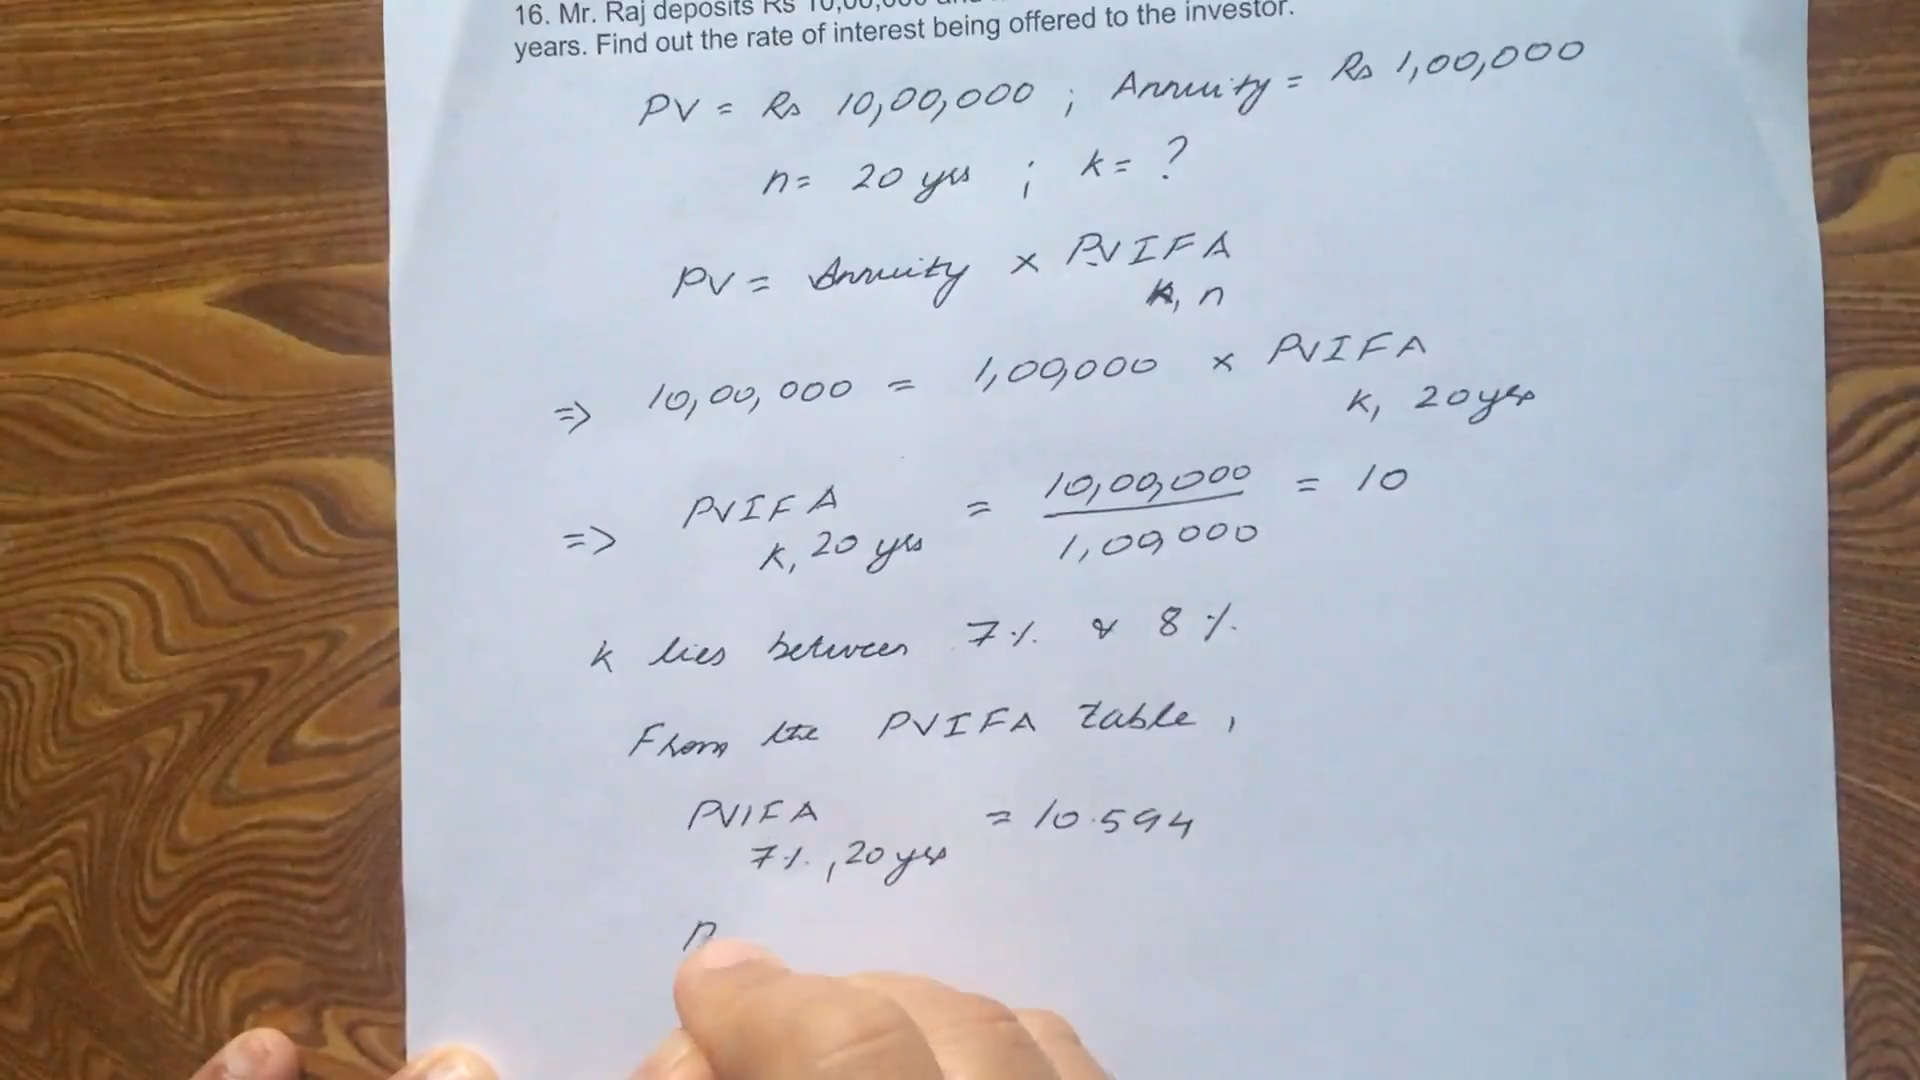 16. Mr. Raj deposits Rs 10,00,000
years. Find out the rate of interest being offered to the investor.
PV = Rs 10,00,000 ; Annuity = Rs 1,00,000
n = 20 yrs ; k = ?
PV = Annuity × PVIFA
k, n
=> 10,00,000 = 1,00,000 × PVIFA
k, 20 yrs
=> PVIFA = 10,00,000 = 10
k, 20 yrs 1,00,000
k lies between 7% & 8%
From the PVIFA table,
PVIFA = 10.594
7%, 20 yrs